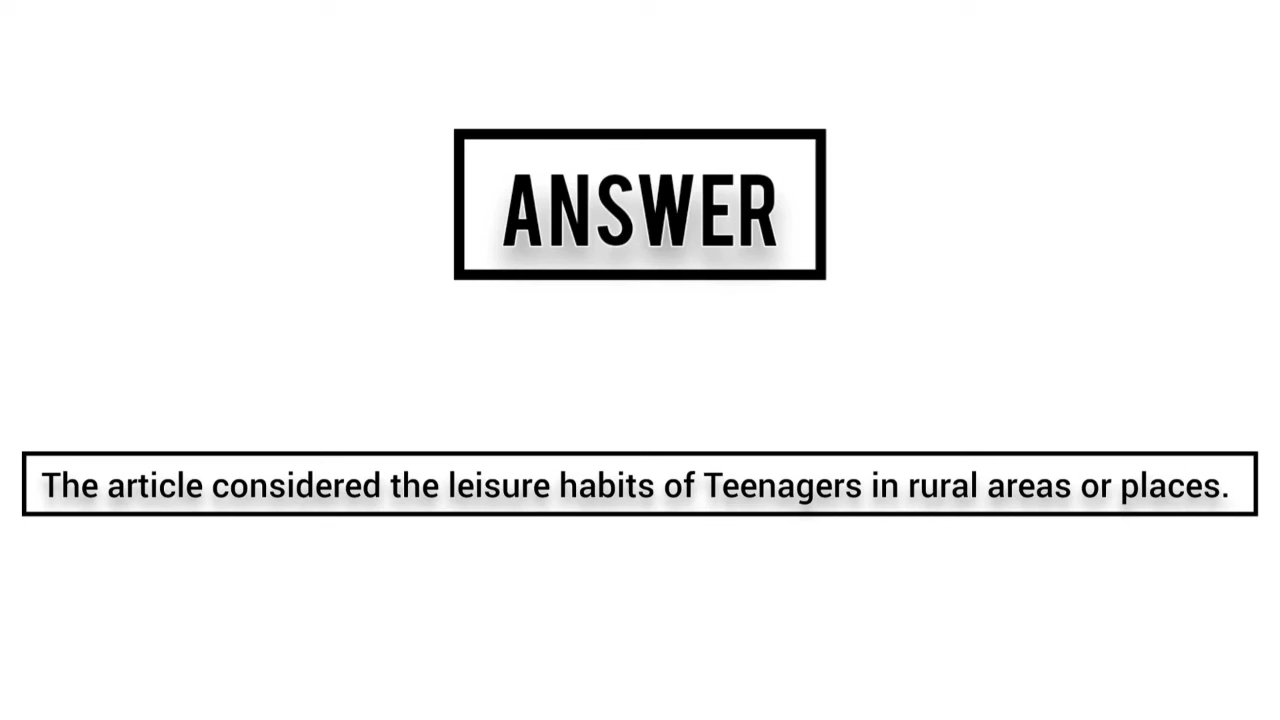 ANSWER
The article considered the leisure habits of Teenagers in rural areas or places.